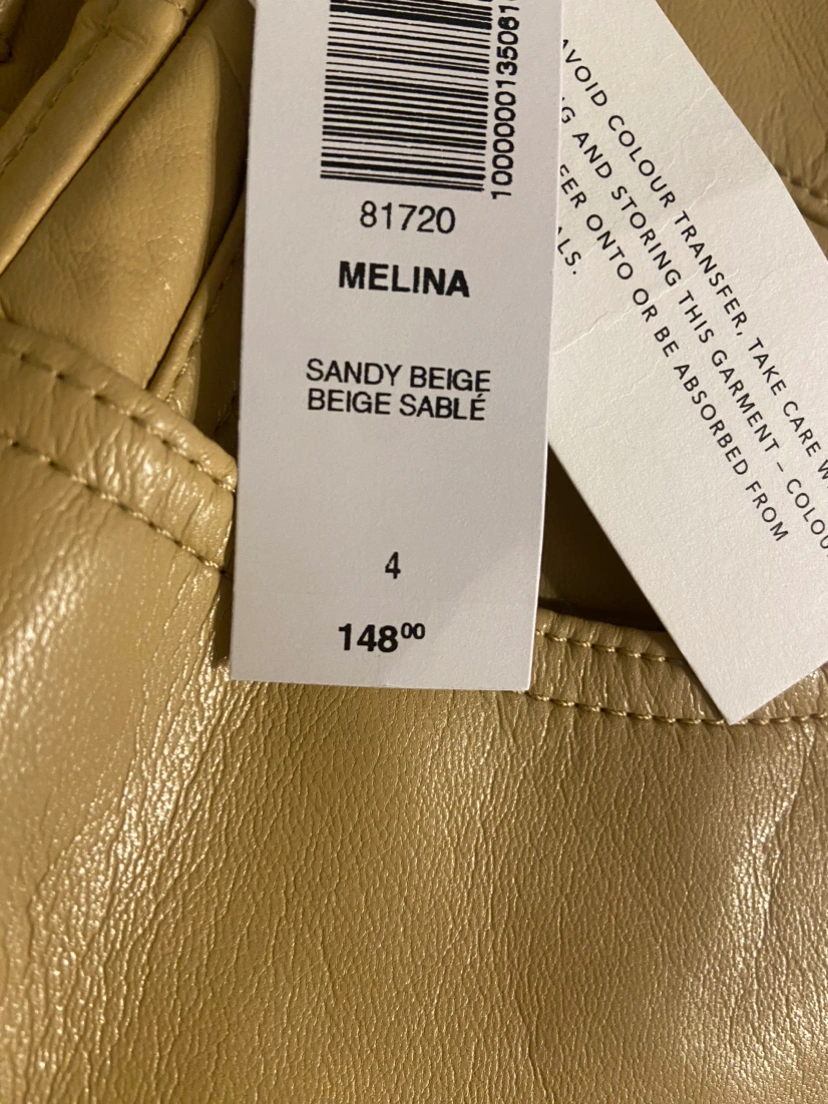 81720
MELINA
SANDY BEIGE
BEIGE SABLÉ
4
148⁰⁰
AVOID COLOUR TRANSFER, TAKE CARE
AND STORING THIS GARMENT – COLOU
ONTO OR BE ABSORBED FROM